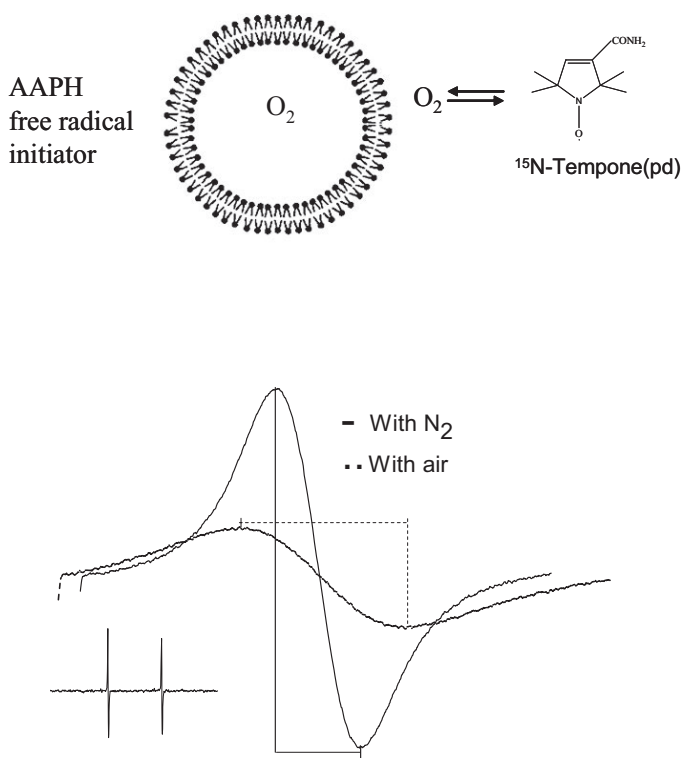 AAPH
free radical
initiator
O2
O2
CONH2
N
O
15N-Tempone(pd)
– With N2
.. With air